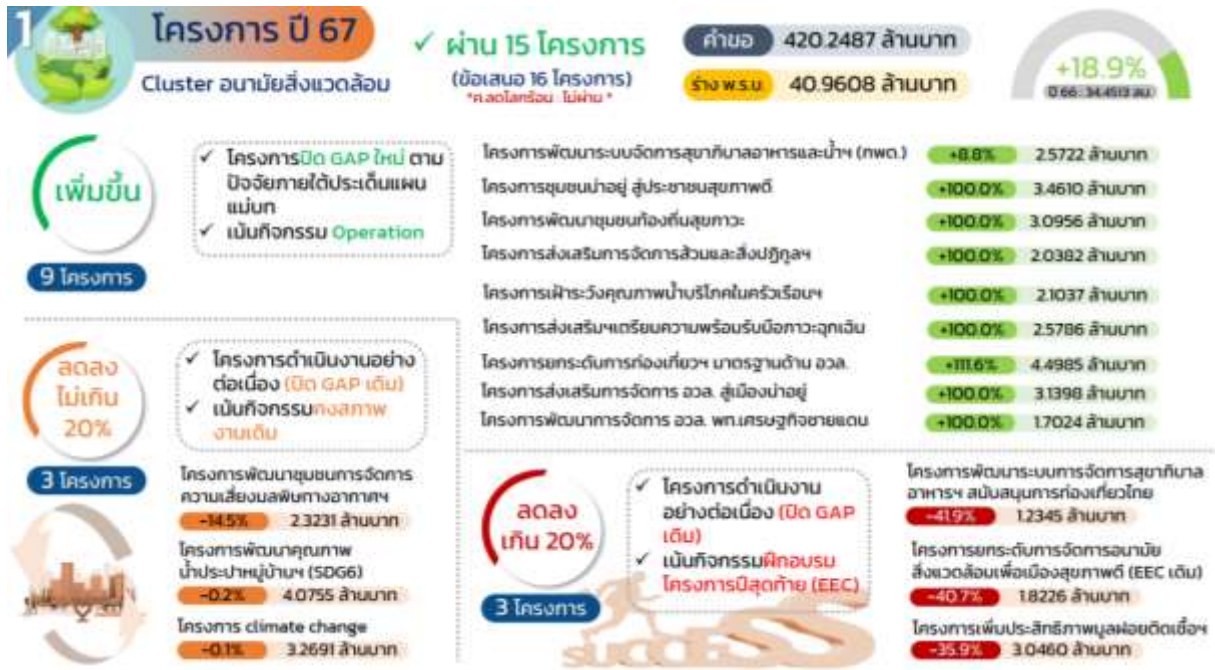 1
โครงการ ปี 67
Cluster อนามัยสิ่งแวดล้อม
✓ ผ่าน 15 โครงการ
(ข้อเสนอ 16 โครงการ)
*ค.ลดโลกร้อน : ไม่ผ่าน *
คำขอ 420.2487 ล้านบาท
ร่าง พ.ร.บ. 40.9608 ล้านบาท
+18.9%
ปี 66 : 34.4513 ลบ.
เพิ่มขึ้น
9 โครงการ
✓ โครงการปิด GAP ใหม่ ตาม
ปัจจัยภายใต้ประเด็นแผน
แม่บท
✓ เน้นกิจกรรม Operation
โครงการพัฒนาระบบจัดการสุขาภิบาลอาหารและน้ำฯ (กพด.) +8.8% 2.5722 ล้านบาท
โครงการชุมชนน่าอยู่ สู่ประชาชนสุขภาพดี +100.0% 3.4610 ล้านบาท
โครงการพัฒนาชุมชนท้องถิ่นสุขภาวะ +100.0% 3.0956 ล้านบาท
โครงการส่งเสริมการจัดการส้วมและสิ่งปฏิกูลฯ +100.0% 2.0382 ล้านบาท
โครงการเฝ้าระวังคุณภาพน้ำบริโภคในครัวเรือนฯ +100.0% 2.1037 ล้านบาท
โครงการส่งเสริมฯเตรียมความพร้อมรับมือภาวะฉุกเฉิน +100.0% 2.5786 ล้านบาท
โครงการยกระดับการท่องเที่ยวฯ มาตรฐานด้าน อวล. +111.6% 4.4985 ล้านบาท
โครงการส่งเสริมการจัดการ อวล. สู่เมืองน่าอยู่ +100.0% 3.1398 ล้านบาท
โครงการพัฒนาการจัดการ อวล. พท.เศรษฐกิจชายแดน +100.0% 1.7024 ล้านบาท
ลดลง
ไม่เกิน
20%
3 โครงการ
✓ โครงการดำเนินงานอย่าง
ต่อเนื่อง (ปิด GAP เดิม)
✓ เน้นกิจกรรมคงสภาพ
งานเดิม
โครงการพัฒนาชุมชนการจัดการ
ความเสี่ยงมลพิษทางอากาศฯ
-14.5% 2.3231 ล้านบาท
โครงการพัฒนาคุณภาพ
น้ำประปาหมู่บ้านฯ (SDG6)
-0.2% 4.0755 ล้านบาท
โครงการ climate change
-0.1% 3.2691 ล้านบาท
ลดลง
เกิน 20%
3 โครงการ
✓ โครงการดำเนินงาน
อย่างต่อเนื่อง (ปิด GAP
เดิม)
✓ เน้นกิจกรรมฝึกอบรม
โครงการปีสุดท้าย (EEC)
SUCCESS
โครงการพัฒนาระบบการจัดการสุขาภิบาล
อาหารฯ สนับสนุนการท่องเที่ยวไทย
-41.9% 1.2345 ล้านบาท
โครงการยกระดับการจัดการอนามัย
สิ่งแวดล้อมเพื่อเมืองสุขภาพดี (EEC เดิม)
-40.7% 1.8226 ล้านบาท
โครงการเพิ่มประสิทธิภาพมูลฝอยติดเชื้อฯ
-35.9% 3.0460 ล้านบาท